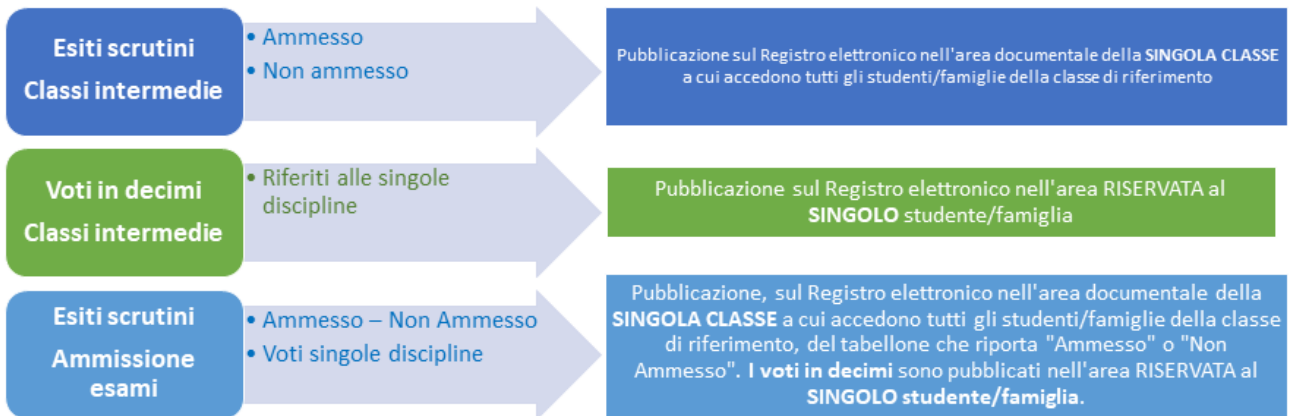 Esiti scrutini
Classi intermedie
• Ammesso
• Non ammesso
Pubblicazione sul Registro elettronico nell'area documentale della SINGOLA CLASSE
a cui accedono tutti gli studenti/famiglie della classe di riferimento
Voti in decimi
Classi intermedie
• Riferiti alle singole
discipline
Pubblicazione sul Registro elettronico nell'area RISERVATA al
SINGOLO studente/famiglia
Esiti scrutini
Ammissione
esami
• Ammesso – Non Ammesso
• Voti singole discipline
Pubblicazione, sul Registro elettronico nell'area documentale della
SINGOLA CLASSE a cui accedono tutti gli studenti/famiglie della classe
di riferimento, del tabellone che riporta "Ammesso" o "Non
Ammesso". I voti in decimi sono pubblicati nell'area RISERVATA al
SINGOLO studente/famiglia.